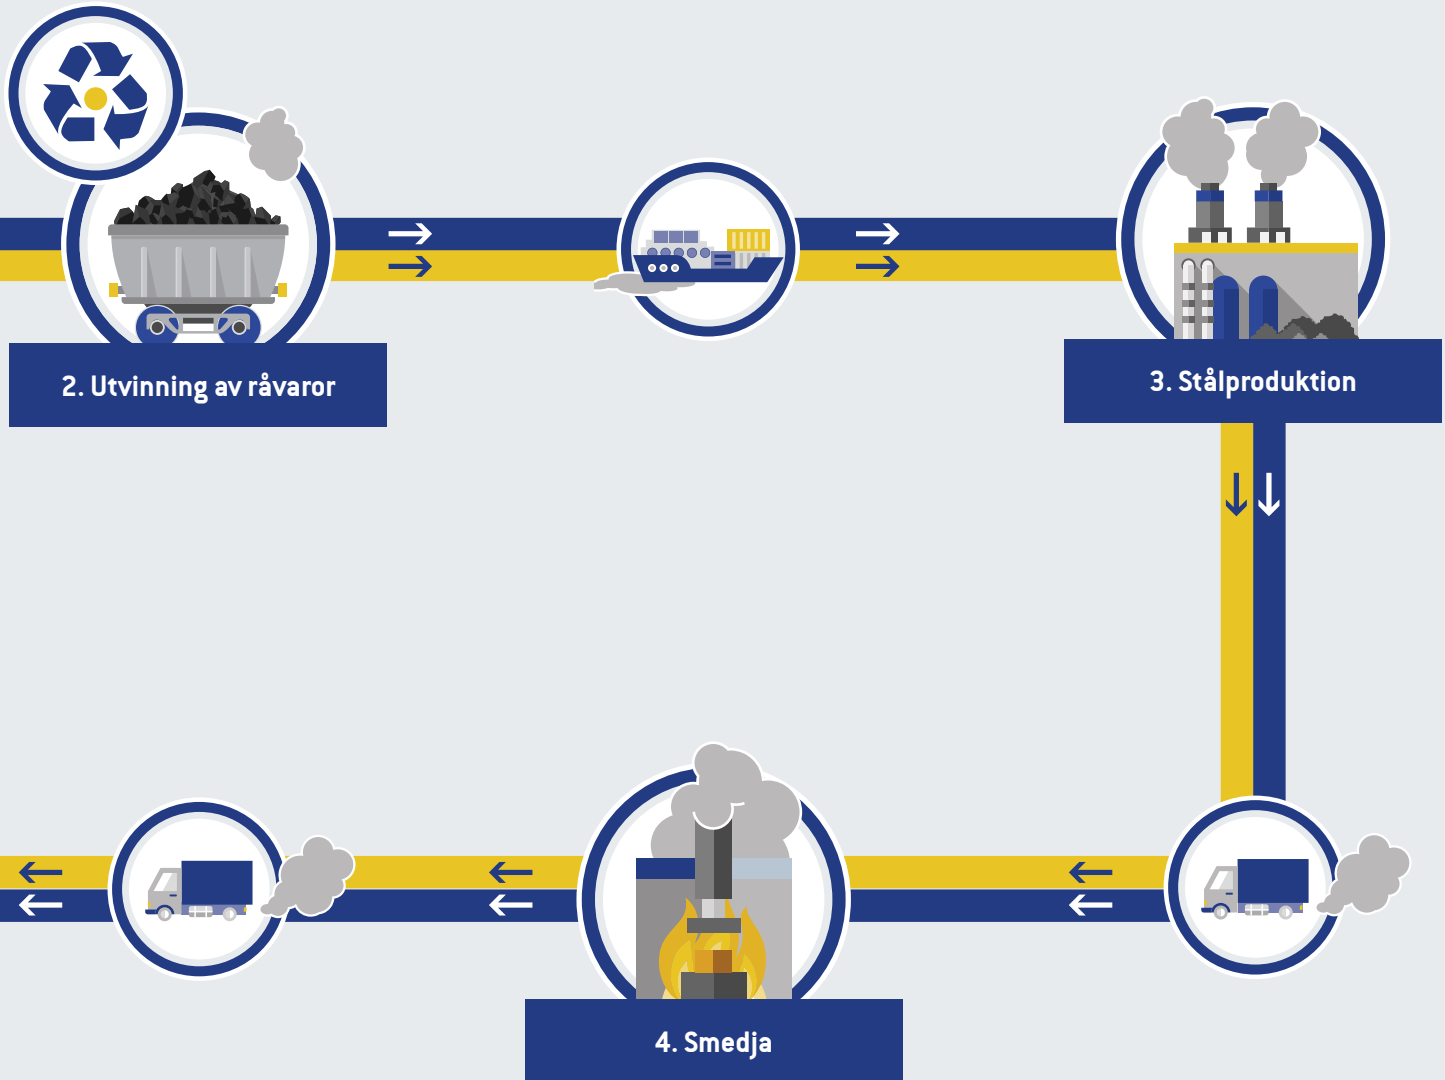 2. Utvinning av råvaror
3. Stålproduktion
4. Smedja